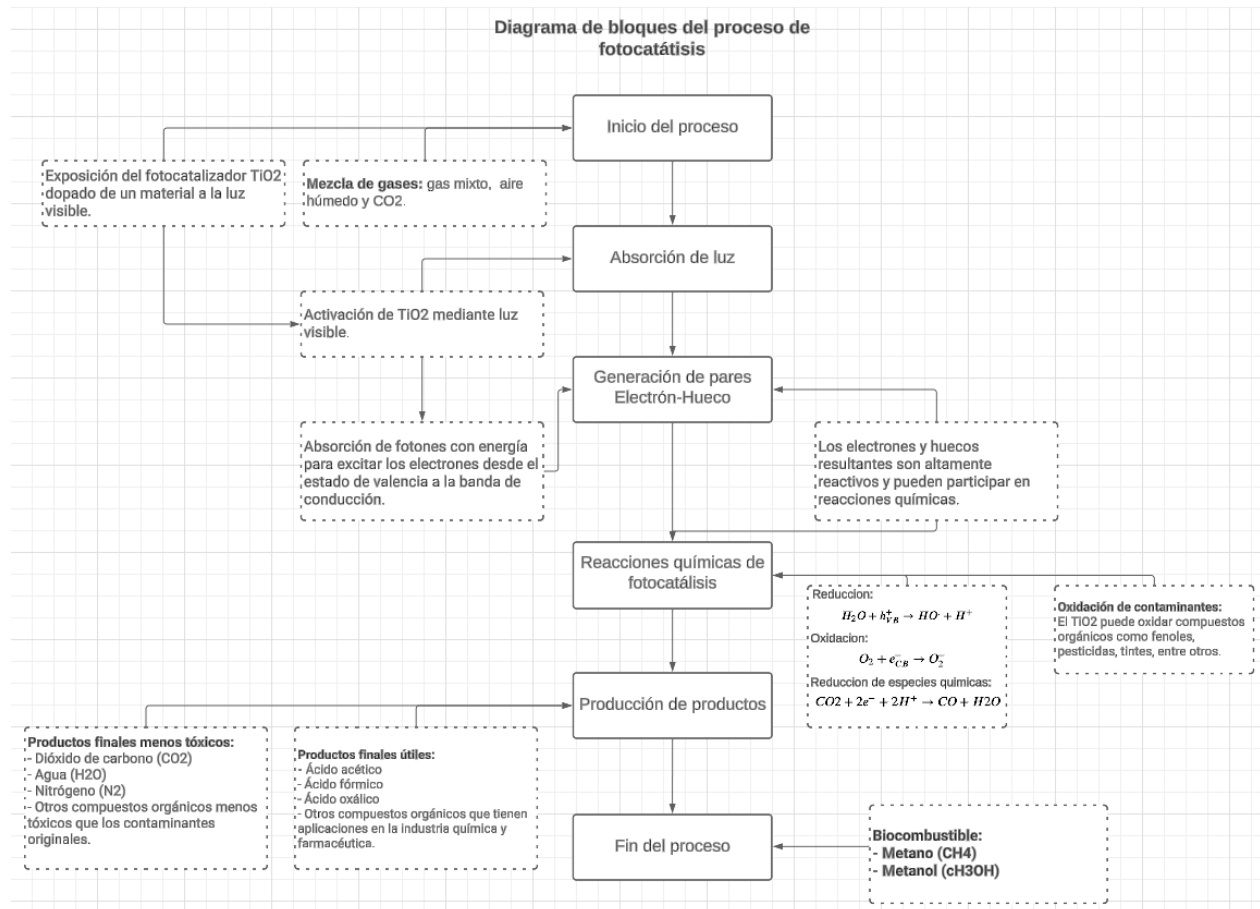 Diagrama de bloques del proceso de
fotocatátisis
Inicio del proceso
Exposición del fotocatalizador TiO2
dopado de un material a la luz
visible.
Mezcla de gases: gas mixto, aire
húmedo y CO2.
Absorción de luz
Activación de TiO2 mediante luz
visible.
Generación de pares
Electrón-Hueco
Absorción de fotones con energía
para excitar los electrones desde el
estado de valencia a la banda de
conducción.
Los electrones y huecos
resultantes son altamente
reactivos y pueden participar en
reacciones químicas.
Reacciones químicas de
fotocatálisis
Reduccion:
H₂O + h⁺_VB → HO· + H⁺
Oxidacion:
O₂ + e⁻_CB → O₂⁻
Reduccion de especies quimicas:
CO2 + 2e⁻ + 2H⁺ → CO + H2O
Oxidación de contaminantes:
El TiO2 puede oxidar compuestos
orgánicos como fenoles,
pesticidas, tintes, entre otros.
Producción de productos
Productos finales menos tóxicos:
- Dióxido de carbono (CO2)
- Agua (H2O)
- Nitrógeno (N2)
- Otros compuestos orgánicos menos
tóxicos que los contaminantes
originales.
Productos finales útiles:
- Ácido acético
- Ácido fórmico
- Ácido oxálico
- Otros compuestos orgánicos que tienen
aplicaciones en la industria química y
farmacéutica.
Fin del proceso
Biocombustible:
- Metano (CH4)
- Metanol (cH3OH)